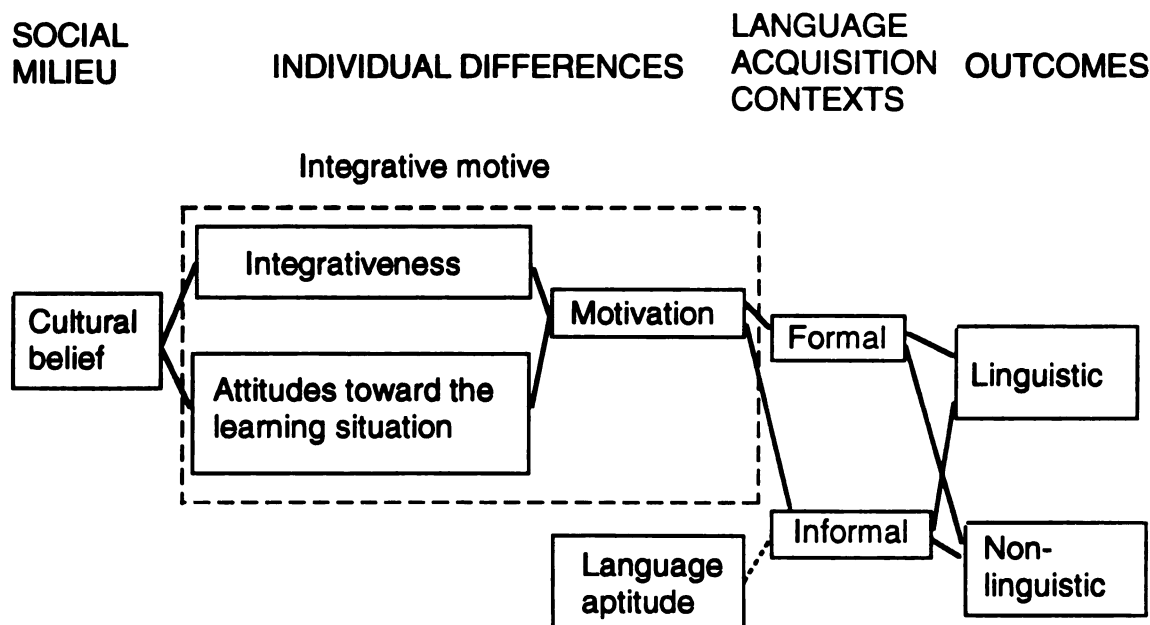 SOCIAL
MILIEU
INDIVIDUAL DIFFERENCES
LANGUAGE
ACQUISITION
CONTEXTS
OUTCOMES
Integrative motive
Integrativeness
Cultural
belief
Attitudes toward the
learning situation
Motivation
Formal
Linguistic
Informal
Language
aptitude
Non-
linguistic